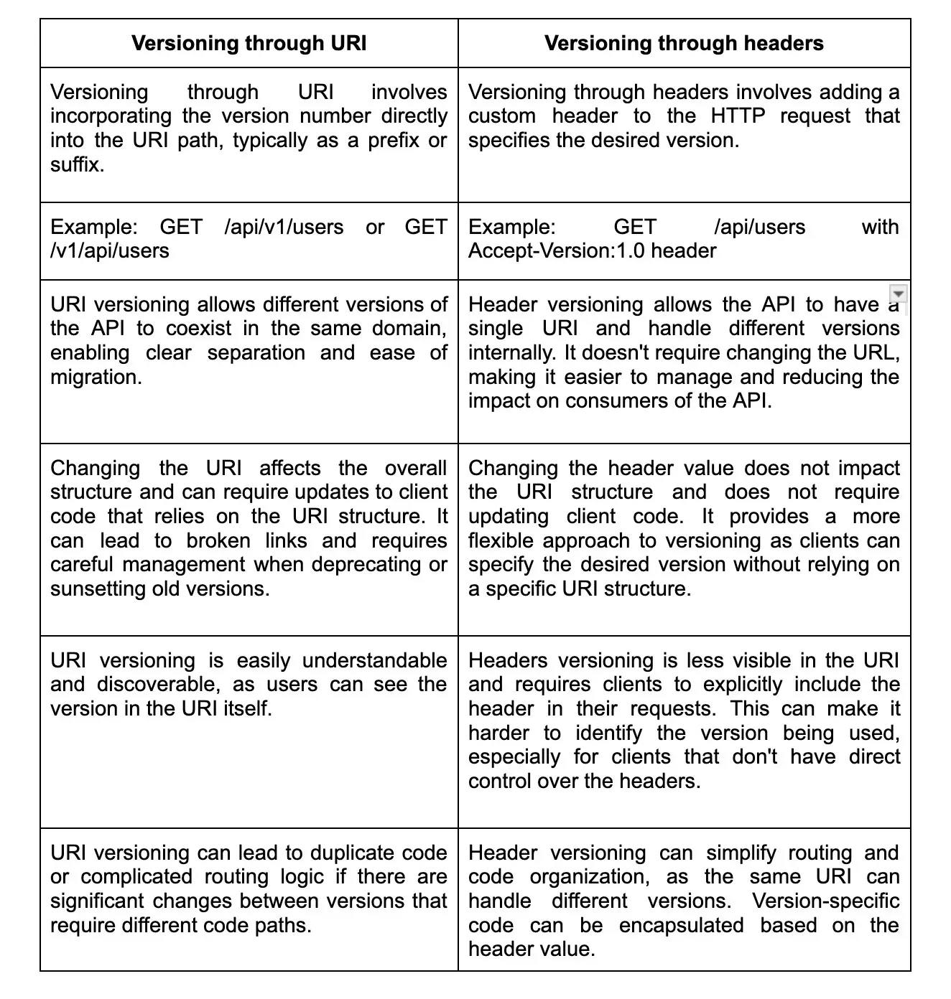 Versioning through URI
Versioning through headers
Versioning through URI involves
incorporating the version number directly
into the URI path, typically as a prefix or
suffix.
Versioning through headers involves adding a
custom header to the HTTP request that
specifies the desired version.
Example: GET /api/v1/users or GET
/v1/api/users
Example: GET /api/users with
Accept-Version:1.0 header
URI versioning allows different versions of
the API to coexist in the same domain,
enabling clear separation and ease of
migration.
Header versioning allows the API to have a
single URI and handle different versions
internally. It doesn't require changing the URL,
making it easier to manage and reducing the
impact on consumers of the API.
Changing the URI affects the overall
structure and can require updates to client
code that relies on the URI structure. It
can lead to broken links and requires
careful management when deprecating or
sunsetting old versions.
Changing the header value does not impact
the URI structure and does not require
updating client code. It provides a more
flexible approach to versioning as clients can
specify the desired version without relying on
a specific URI structure.
URI versioning is easily understandable
and discoverable, as users can see the
version in the URI itself.
Headers versioning is less visible in the URI
and requires clients to explicitly include the
header in their requests. This can make it
harder to identify the version being used,
especially for clients that don't have direct
control over the headers.
URI versioning can lead to duplicate code
or complicated routing logic if there are
significant changes between versions that
require different code paths.
Header versioning can simplify routing and
code organization, as the same URI can
handle different versions. Version-specific
code can be encapsulated based on the
header value.